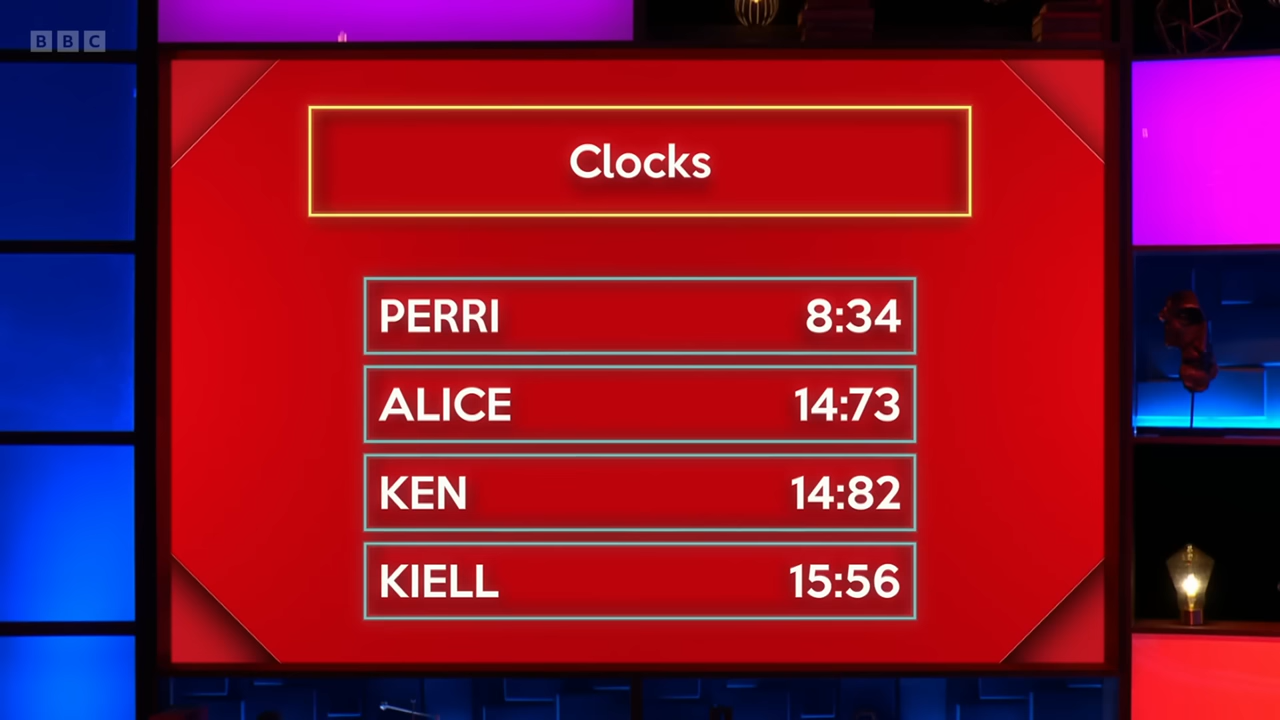 BBC
Clocks
PERRI 8:34
ALICE 14:73
KEN 14:82
KIELL 15:56